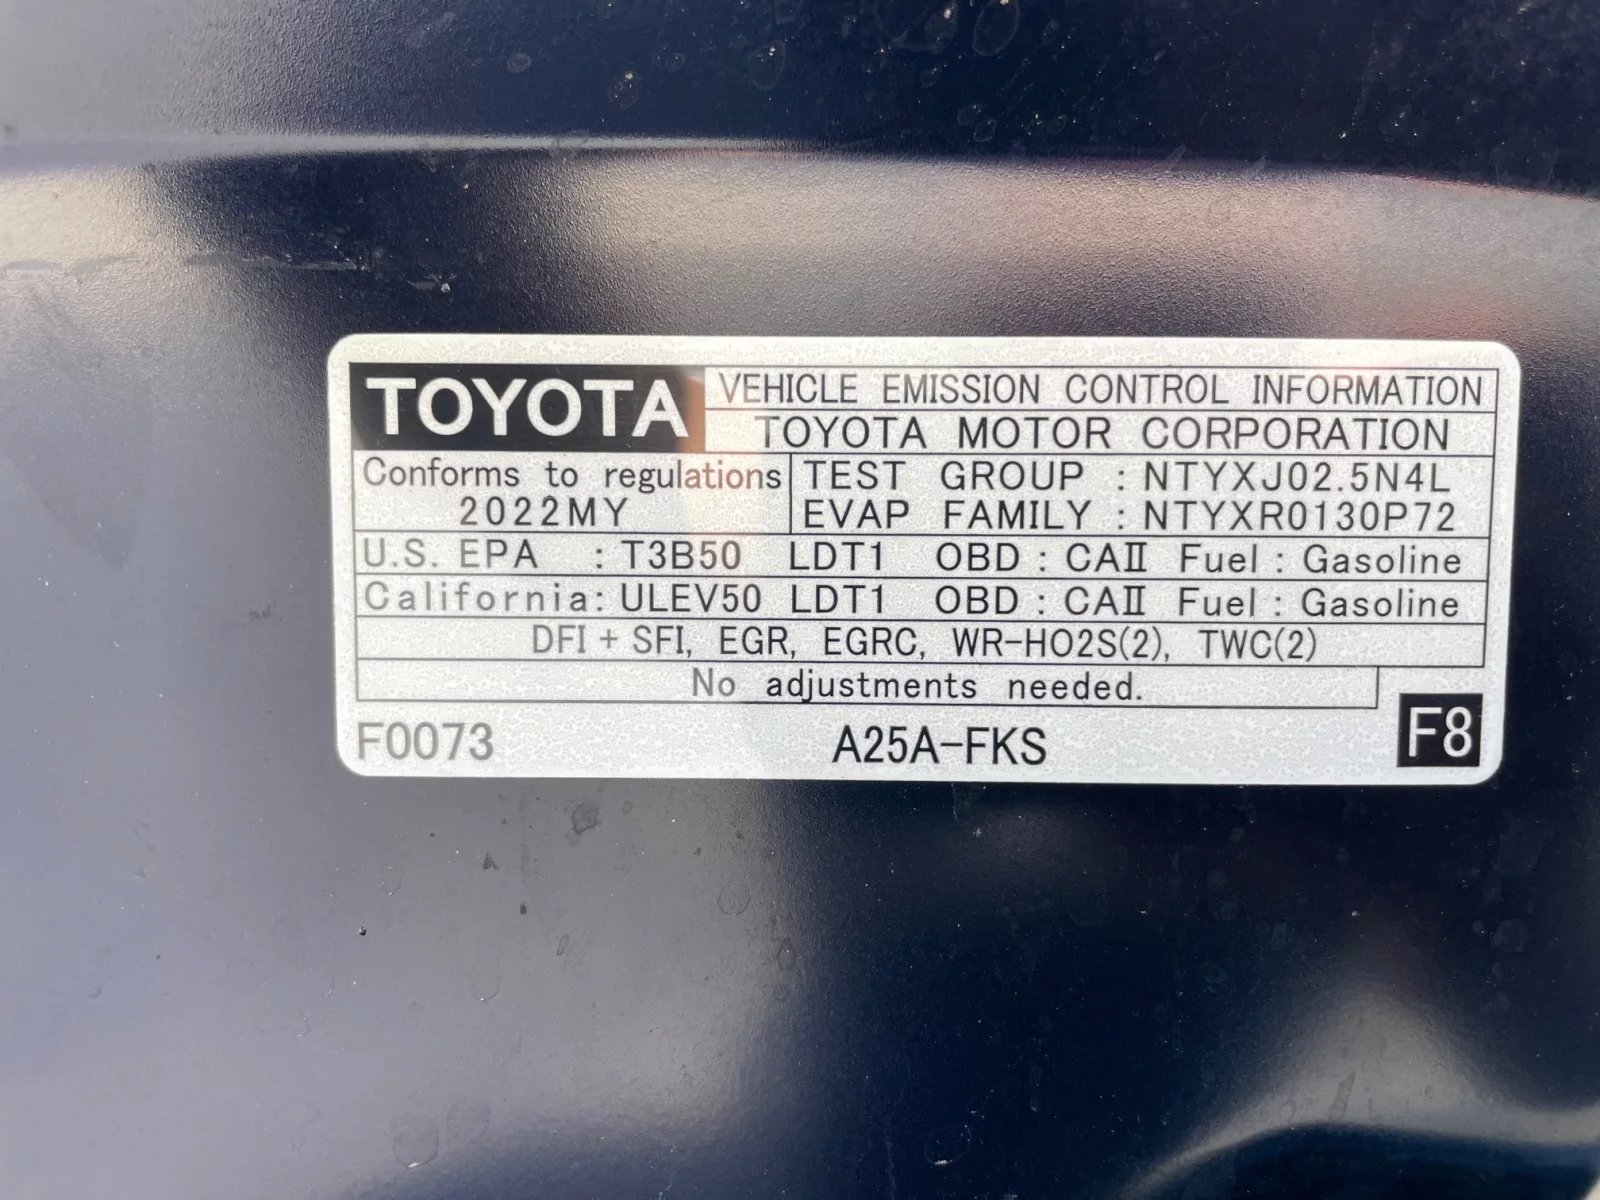 TOYOTA VEHICLE EMISSION CONTROL INFORMATION
TOYOTA MOTOR CORPORATION
Conforms to regulations
2022MY
TEST GROUP : NTYXJ02.5N4L
EVAP FAMILY : NTYXR0130P72
U.S. EPA : T3B50 LDT1 OBD : CAⅡ Fuel : Gasoline
California: ULEV50 LDT1 OBD : CAⅡ Fuel : Gasoline
DFI + SFI, EGR, EGRC, WR-HO2S(2), TWC(2)
No adjustments needed.
F0073 A25A-FKS F8